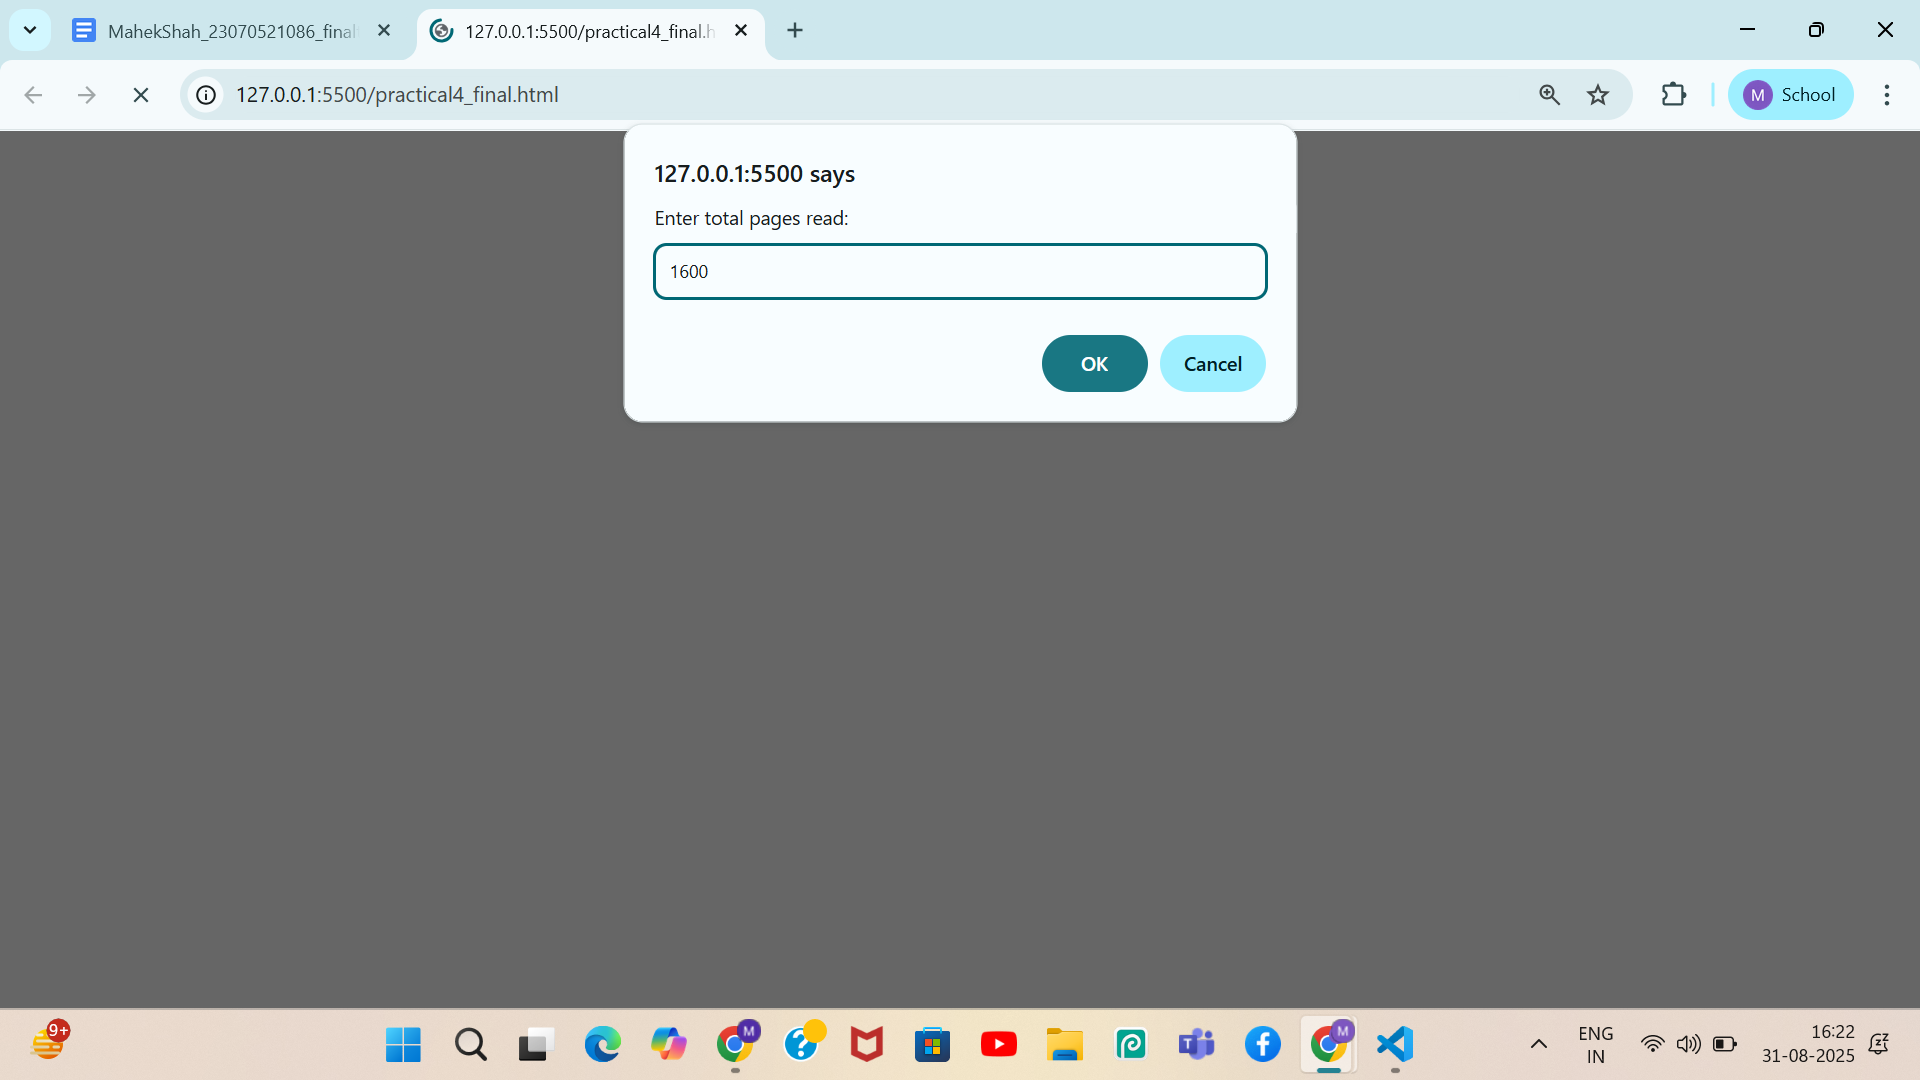 MahekShah_23070521086_final
127.0.0.1:5500/practical4_final.h
127.0.0.1:5500/practical4_final.html
M School
127.0.0.1:5500 says
Enter total pages read:
1600
OK Cancel
9+
M
M
ENG
IN
16:22
31-08-2025